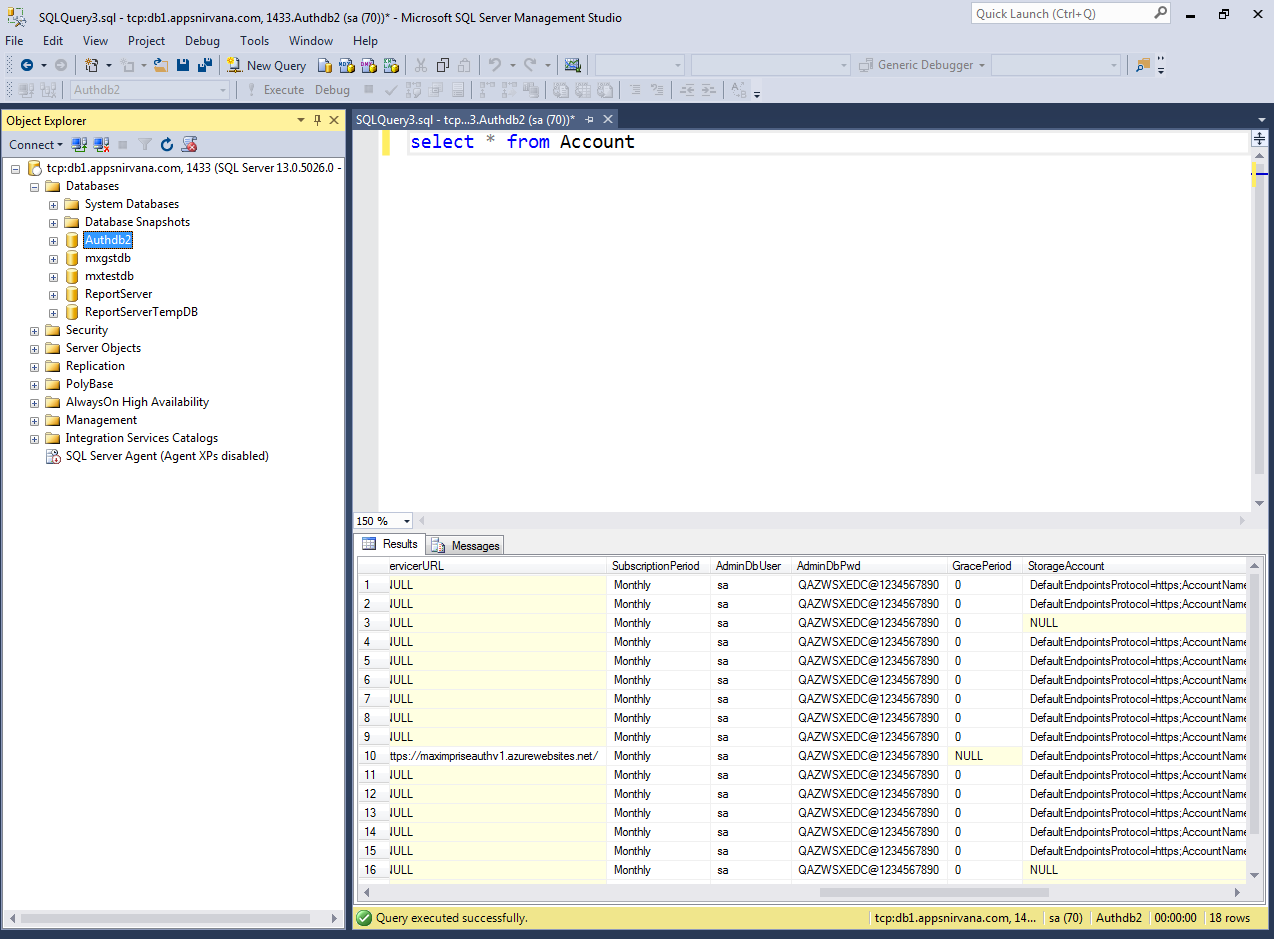 SQLQuery3.sql - tcp:db1.appsnirvana.com, 1433.Authdb2 (sa (70))* - Microsoft SQL Server Management Studio
Quick Launch (Ctrl+Q)
File Edit View Project Debug Tools Window Help
New Query
Generic Debugger
Authdb2
Execute Debug
Object Explorer
Connect
tcp:db1.appsnirvana.com, 1433 (SQL Server 13.0.5026.0 -
Databases
System Databases
Database Snapshots
Authdb2
mxgstdb
mxtestdb
ReportServer
ReportServerTempDB
Security
Server Objects
Replication
PolyBase
AlwaysOn High Availability
Management
Integration Services Catalogs
SQL Server Agent (Agent XPs disabled)
SQLQuery3.sql - tcp...3.Authdb2 (sa (70))*
select * from Account
150 %
Results Messages
ervicerURL SubscriptionPeriod AdminDbUser AdminDbPwd GracePeriod StorageAccount
1 NULL Monthly sa QAZWSXEDC@1234567890 0 DefaultEndpointsProtocol=https;AccountName
2 NULL Monthly sa QAZWSXEDC@1234567890 0 DefaultEndpointsProtocol=https;AccountName
3 NULL Monthly sa QAZWSXEDC@1234567890 0 NULL
4 NULL Monthly sa QAZWSXEDC@1234567890 0 DefaultEndpointsProtocol=https;AccountName
5 NULL Monthly sa QAZWSXEDC@1234567890 0 DefaultEndpointsProtocol=https;AccountName
6 NULL Monthly sa QAZWSXEDC@1234567890 0 DefaultEndpointsProtocol=https;AccountName
7 NULL Monthly sa QAZWSXEDC@1234567890 0 DefaultEndpointsProtocol=https;AccountName
8 NULL Monthly sa QAZWSXEDC@1234567890 0 DefaultEndpointsProtocol=https;AccountName
9 NULL Monthly sa QAZWSXEDC@1234567890 0 DefaultEndpointsProtocol=https;AccountName
10 ttps://maximpriseauthv1.azurewebsites.net/ Monthly sa QAZWSXEDC@1234567890 NULL DefaultEndpointsProtocol=https;AccountName
11 NULL Monthly sa QAZWSXEDC@1234567890 0 DefaultEndpointsProtocol=https;AccountName
12 NULL Monthly sa QAZWSXEDC@1234567890 0 DefaultEndpointsProtocol=https;AccountName
13 NULL Monthly sa QAZWSXEDC@1234567890 0 DefaultEndpointsProtocol=https;AccountName
14 NULL Monthly sa QAZWSXEDC@1234567890 0 DefaultEndpointsProtocol=https;AccountName
15 NULL Monthly sa QAZWSXEDC@1234567890 0 DefaultEndpointsProtocol=https;AccountName
16 NULL Monthly sa QAZWSXEDC@1234567890 0 NULL
Query executed successfully. tcp:db1.appsnirvana.com, 14... sa (70) Authdb2 00:00:00 18 rows